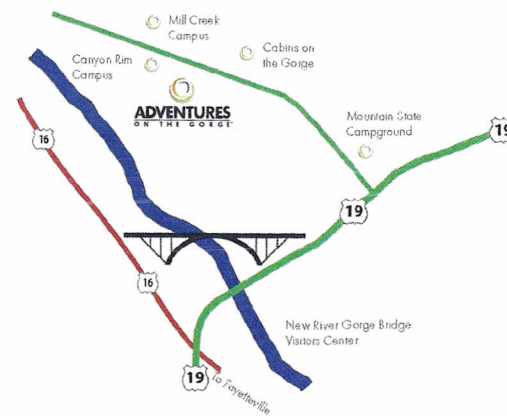 Mill Creek
Campus
Cabins on
the Gorge
Canyon Rim
Campus
ADVENTURES
ON THE GORGE
Mountain State
Campground
19
16
19
16
New River Gorge Bridge
Visitors Center
19
To Fayetteville